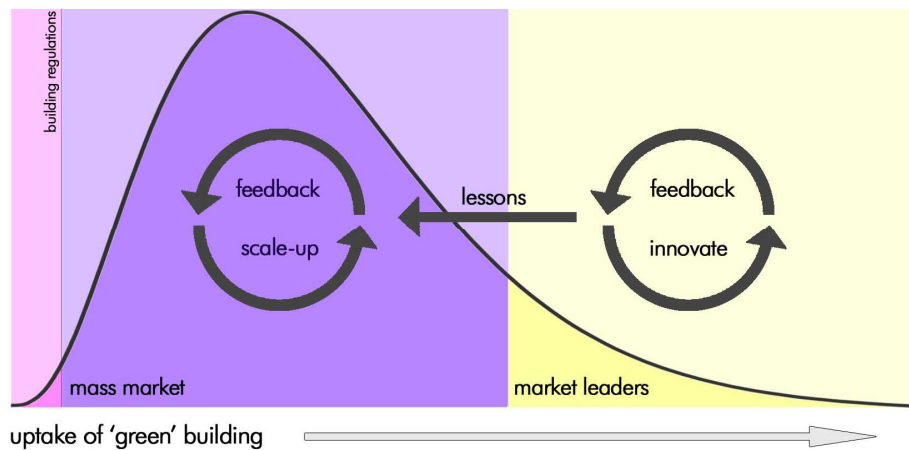 building regulations
feedback
scale-up
lessons
feedback
innovate
mass market
market leaders
uptake of 'green' building